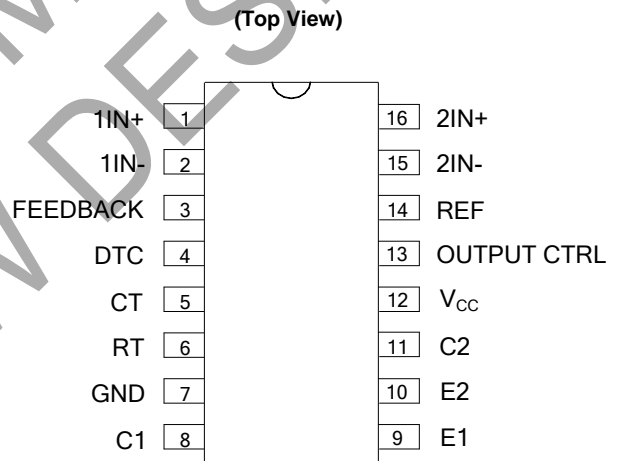 (Top View)
1IN+ 1 16 2IN+
1IN- 2 15 2IN-
FEEDBACK 3 14 REF
DTC 4 13 OUTPUT CTRL
CT 5 12 VCC
RT 6 11 C2
GND 7 10 E2
C1 8 9 E1